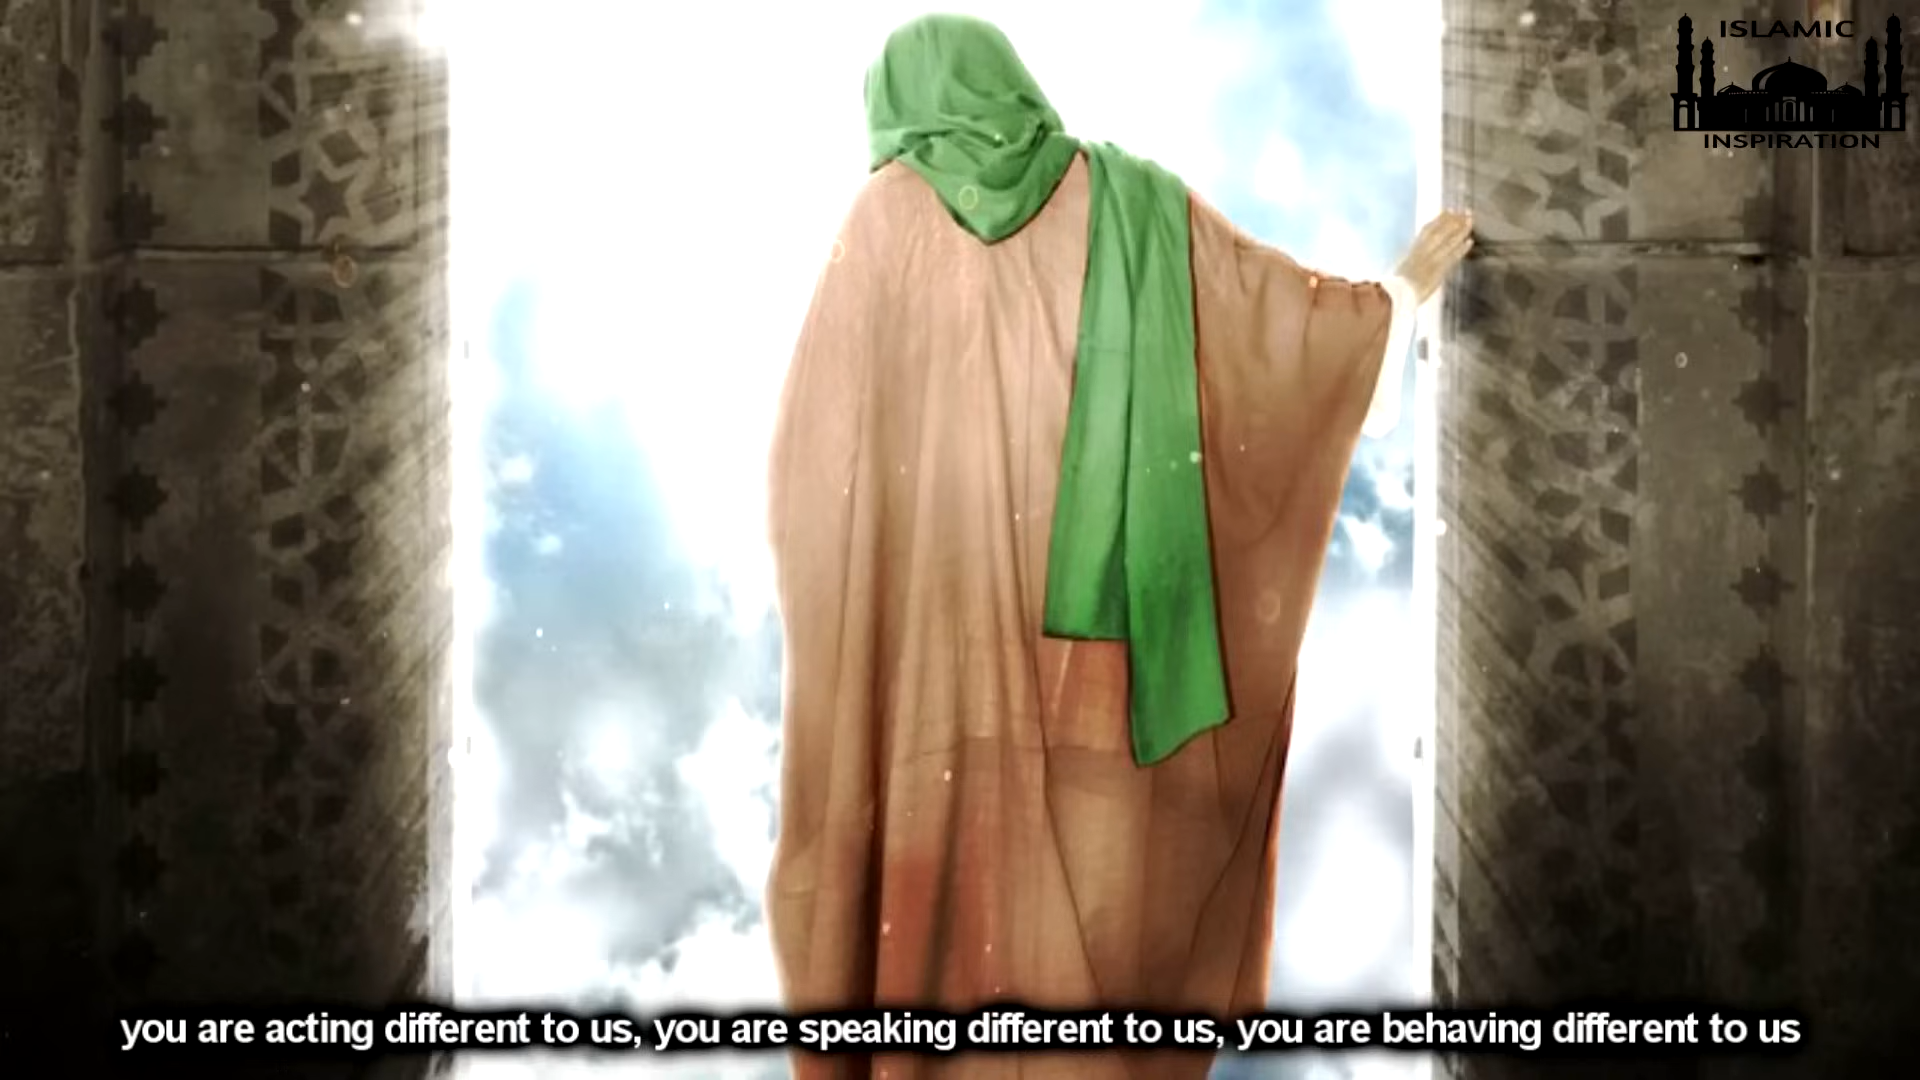 ISLAMIC
INSPIRATION
you are acting different to us, you are speaking different to us, you are behaving different to us